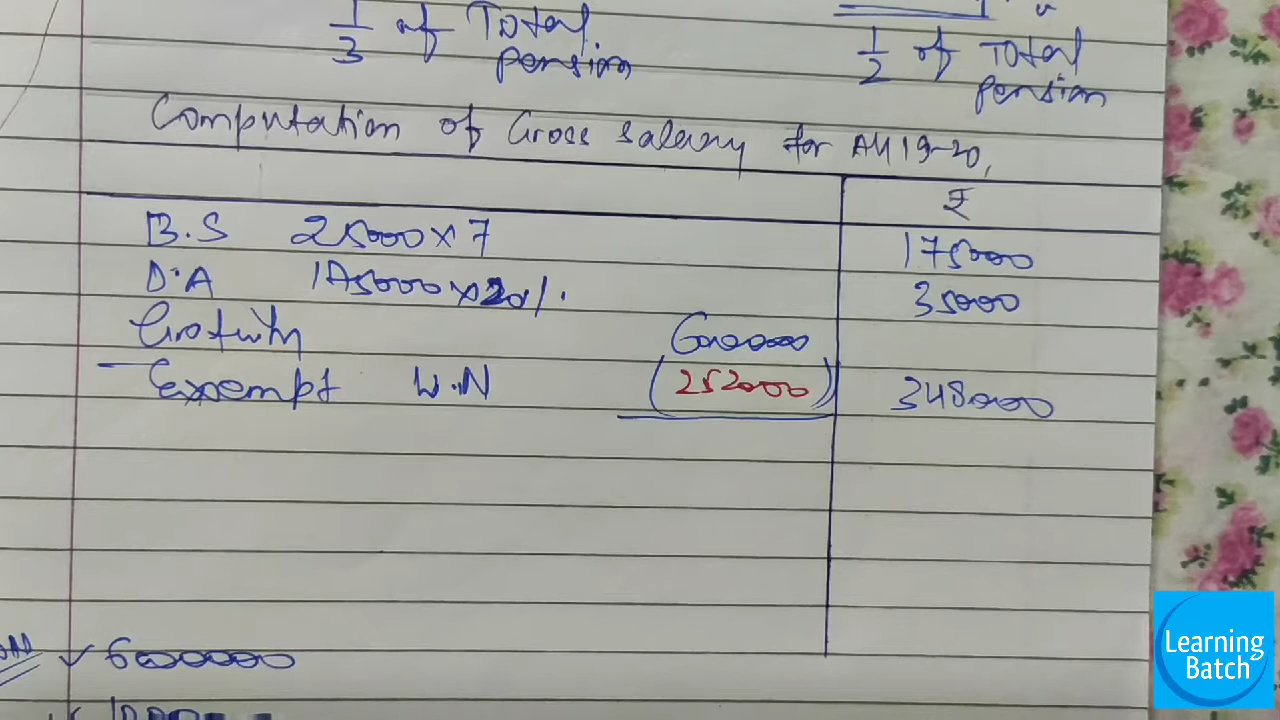 1/3 of Total pension
1/2 of Total pension
Computation of Gross salary for AY 19-20,
₹
B.S 25000×7 175000
D.A 175000×20%. 35000
Gratuity 600000
Exempt W.N (252000) 348000
600000
Learning
Batch